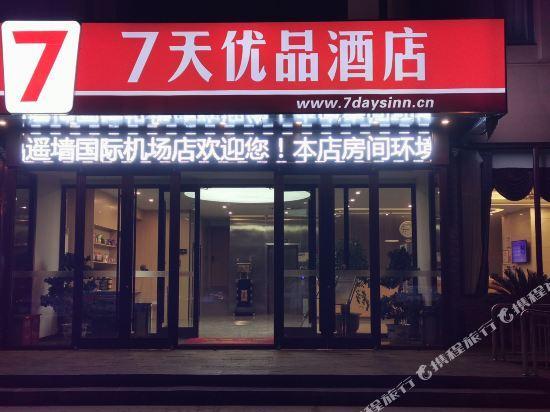 7
7天优品酒店
www.7daysinn.cn
遥墙国际机场店欢迎您！本店房间环境
携程旅行 携程旅行